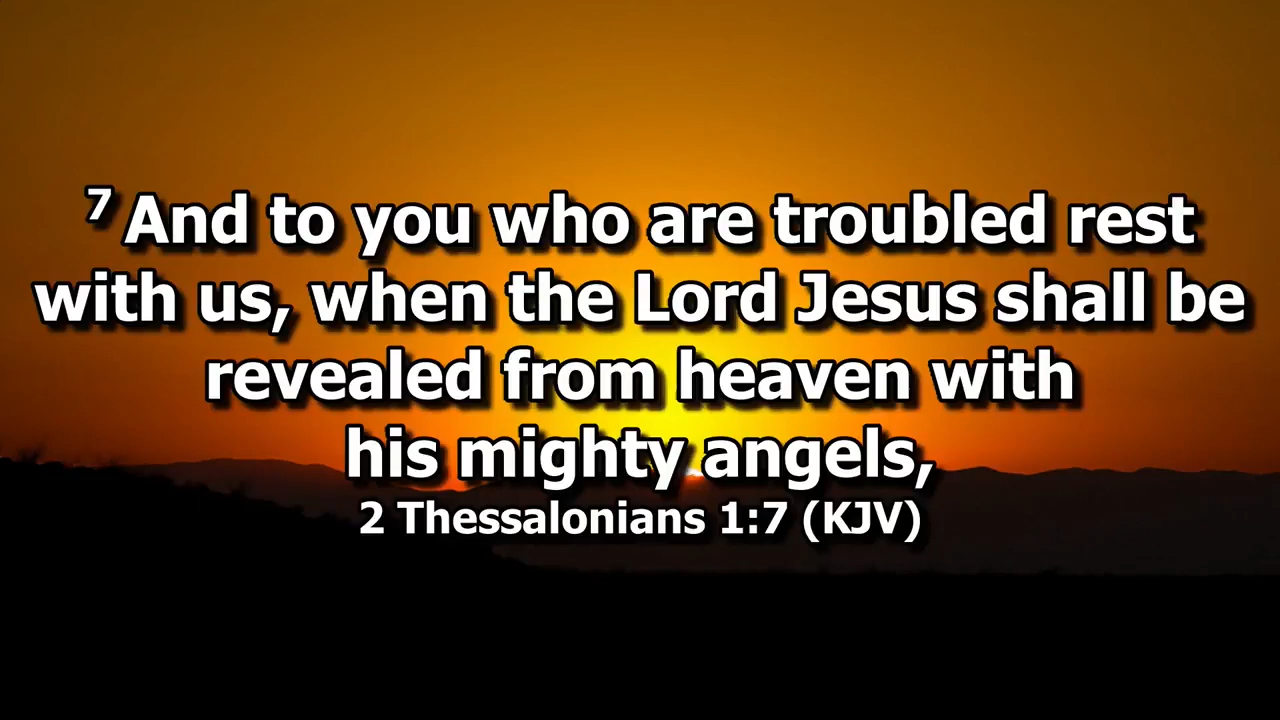 7 And to you who are troubled rest
with us, when the Lord Jesus shall be
revealed from heaven with
his mighty angels,
2 Thessalonians 1:7 (KJV)